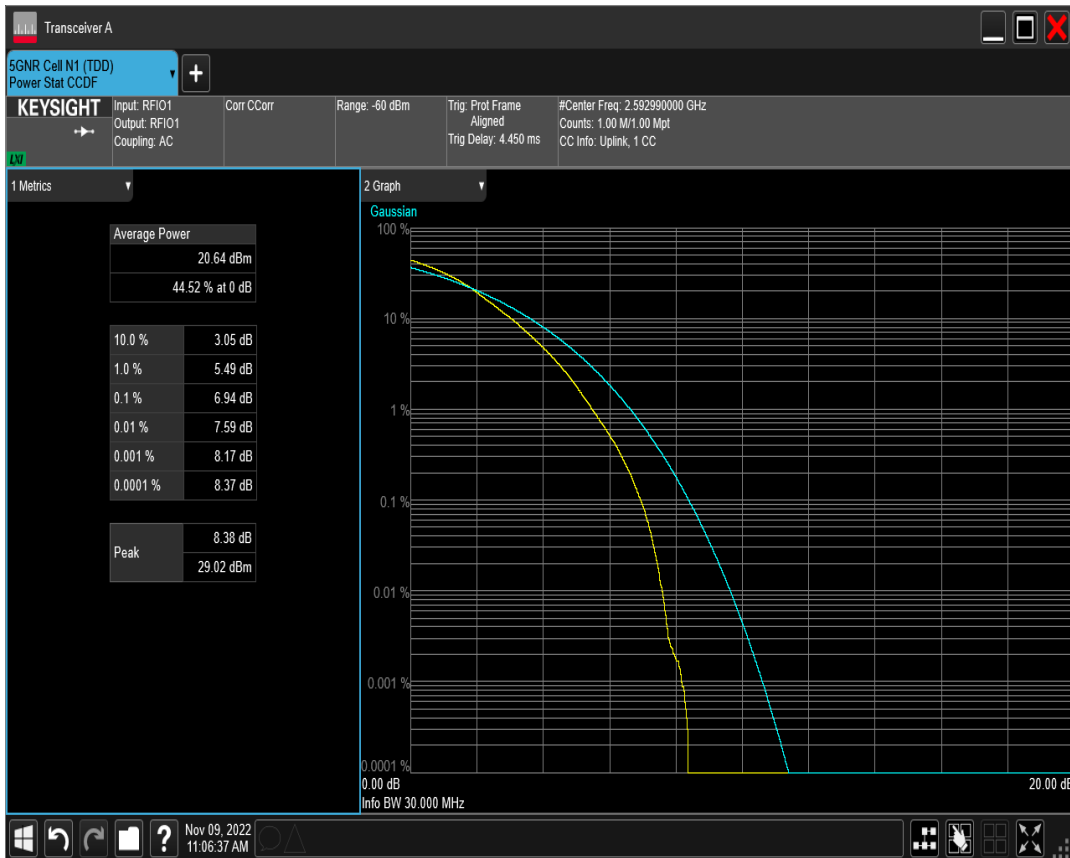 Transceiver A
5GNR Cell N1 (TDD)
Power Stat CCDF
+
KEYSIGHT
LXI
Input: RFIO1
Output: RFIO1
Coupling: AC
Corr CCorr
Range: -60 dBm
Trig: Prot Frame
Aligned
Trig Delay: 4.450 ms
#Center Freq: 2.592990000 GHz
Counts: 1.00 M/1.00 Mpt
CC Info: Uplink, 1 CC
1 Metrics
Average Power
20.64 dBm
44.52 % at 0 dB
10.0 % 3.05 dB
1.0 % 5.49 dB
0.1 % 6.94 dB
0.01 % 7.59 dB
0.001 % 8.17 dB
0.0001 % 8.37 dB
Peak 8.38 dB
29.02 dBm
2 Graph
Gaussian
100 %
10 %
1 %
0.1 %
0.01 %
0.001 %
0.0001 %
0.00 dB 20.00 dB
Info BW 30.000 MHz
?
Nov 09, 2022
11:06:37 AM